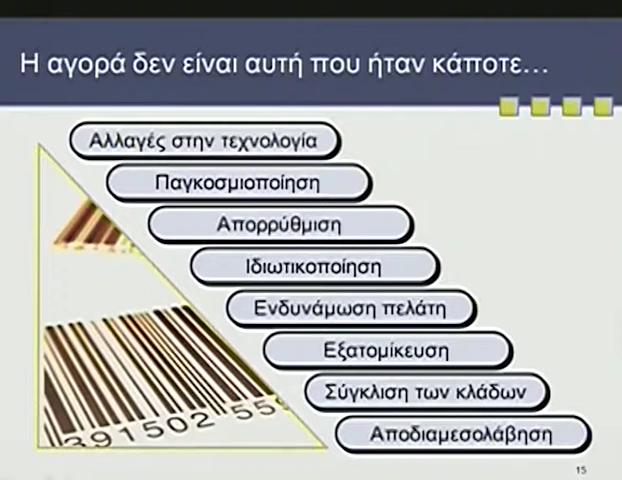 Η αγορά δεν είναι αυτή που ήταν κάποτε...
Αλλαγές στην τεχνολογία
Παγκοσμιοποίηση
Απορρύθμιση
Ιδιωτικοποίηση
Ενδυνάμωση πελάτη
Εξατομίκευση
Σύγκλιση των κλάδων
Αποδιαμεσολάβηση
391502 559
15